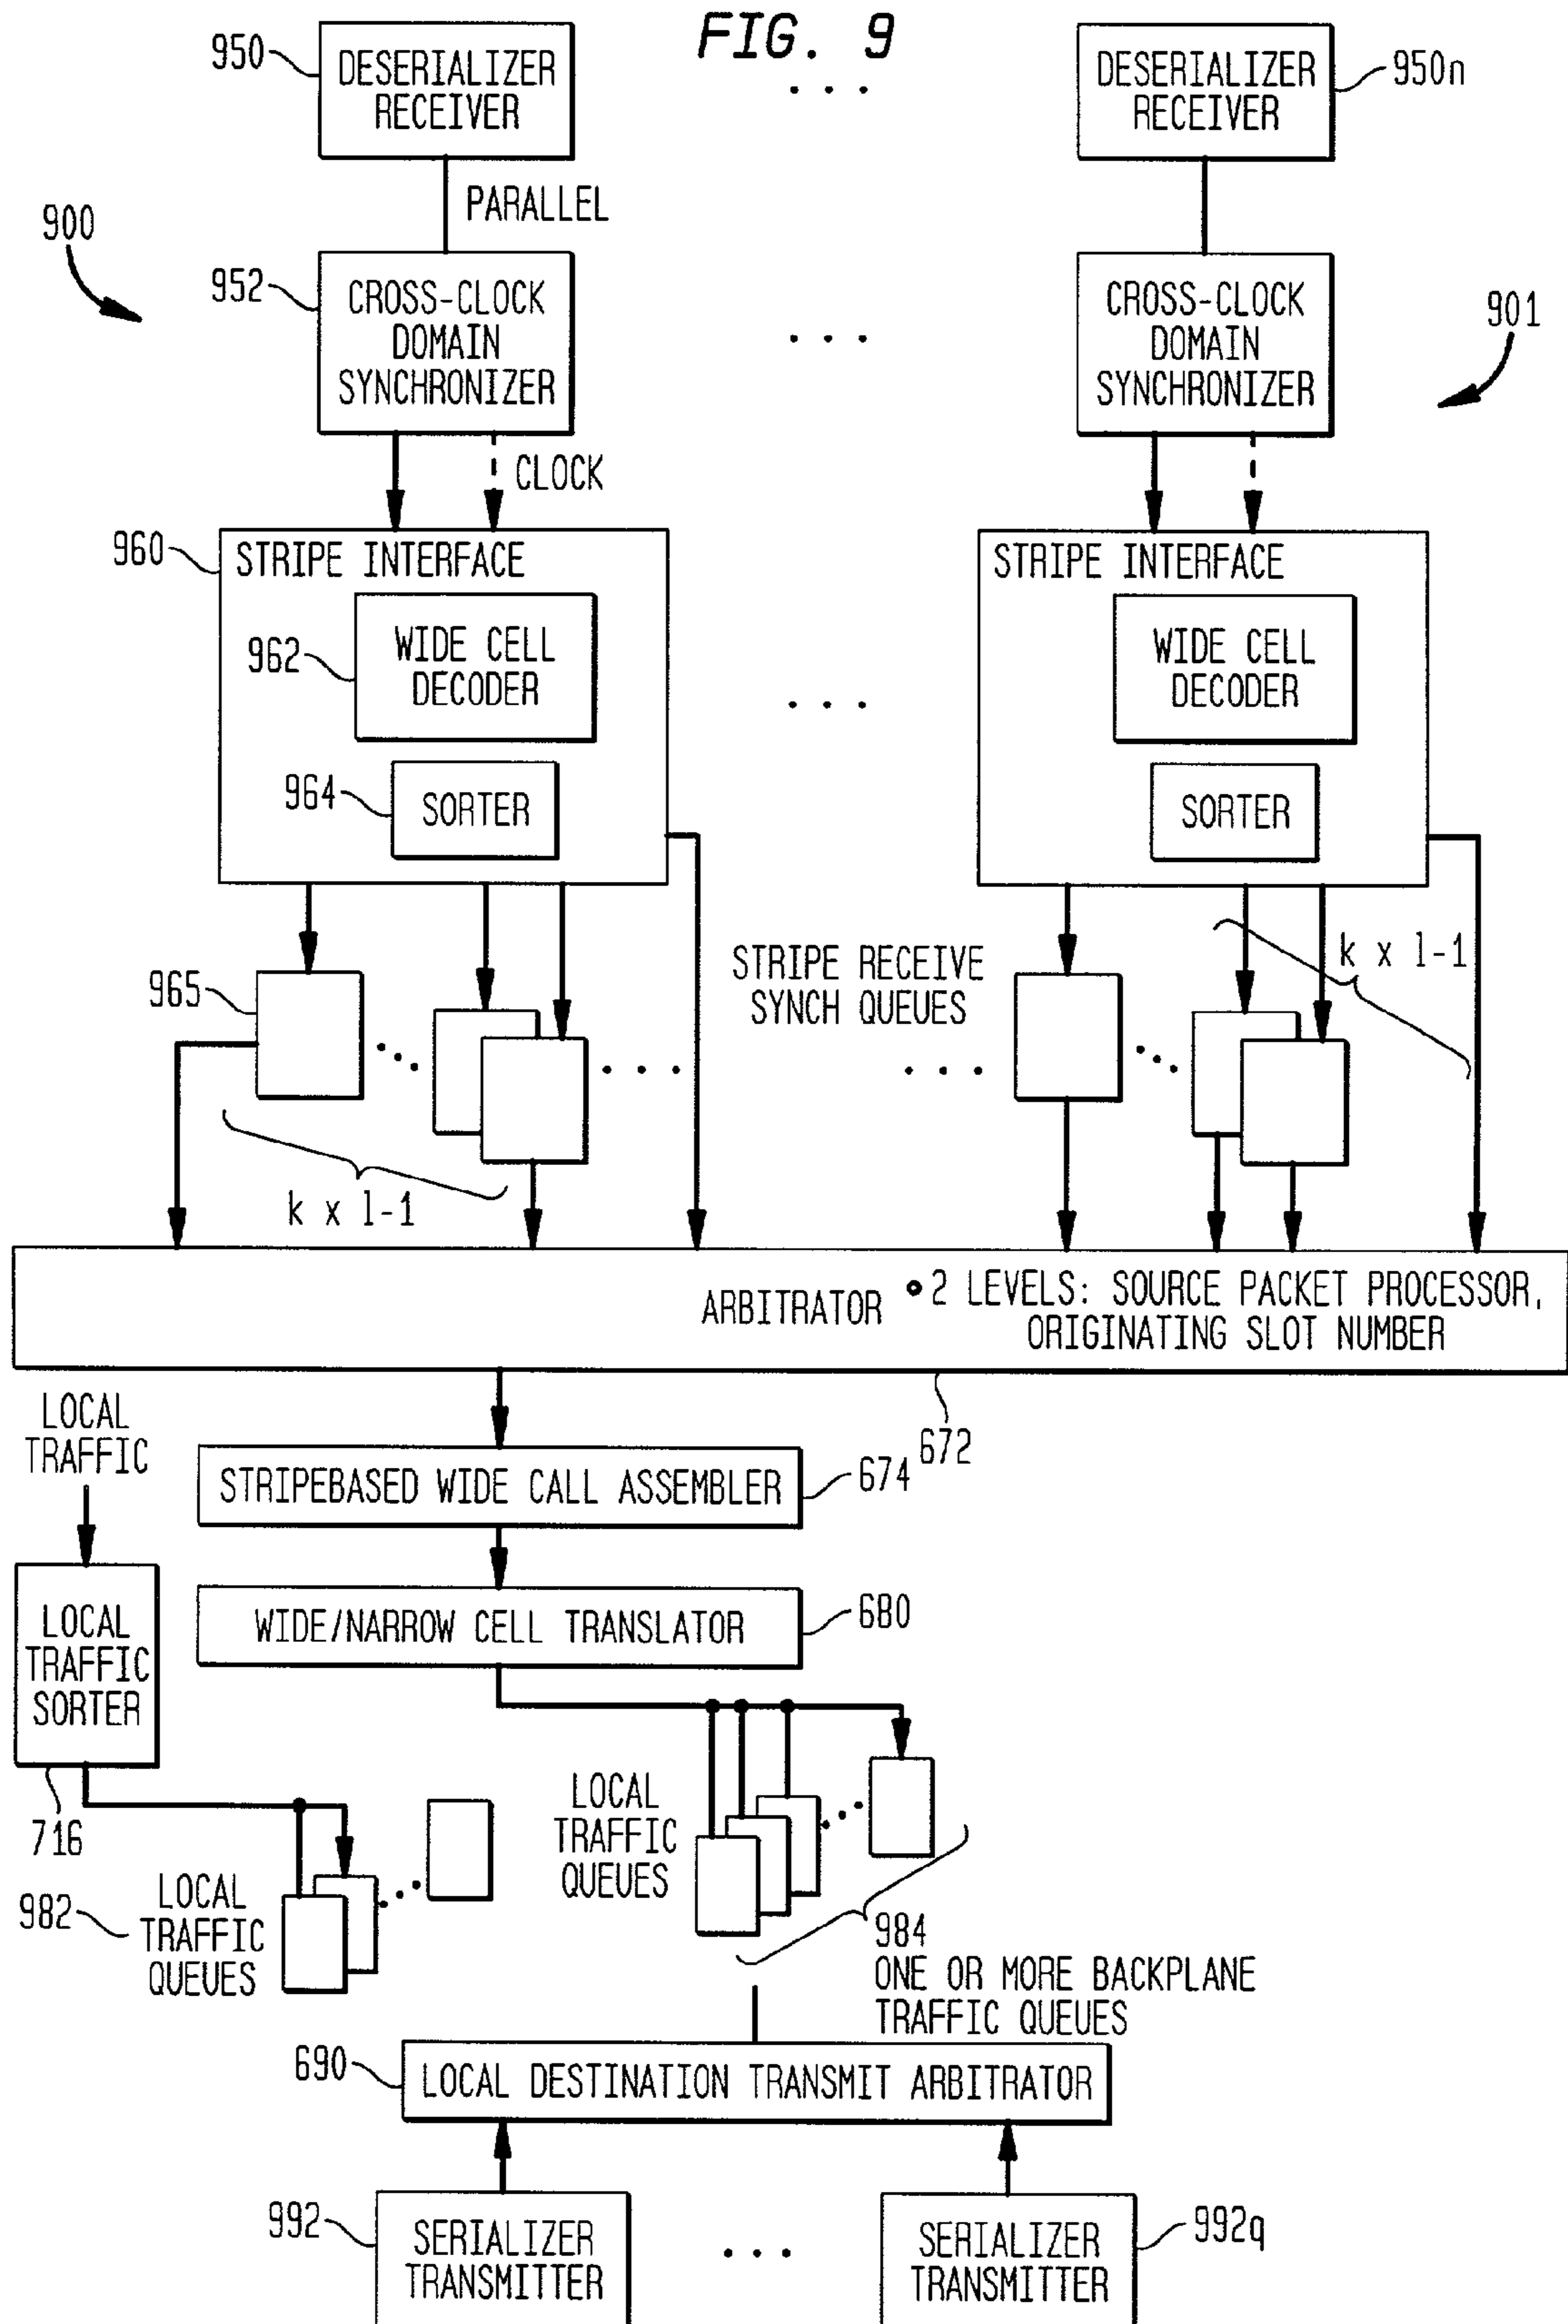 FIG. 9
950
DESERIALIZER
RECEIVER
. . .
DESERIALIZER
RECEIVER
950n
PARALLEL
900
952
CROSS-CLOCK
DOMAIN
SYNCHRONIZER
. . .
CROSS-CLOCK
DOMAIN
SYNCHRONIZER
901
CLOCK
960
STRIPE INTERFACE
STRIPE INTERFACE
962
WIDE CELL
DECODER
. . .
WIDE CELL
DECODER
964
SORTER
SORTER
965
STRIPE RECEIVE
SYNCH QUEUES
k x l-1
k x l-1
ARBITRATOR
• 2 LEVELS: SOURCE PACKET PROCESSOR,
ORIGINATING SLOT NUMBER
672
LOCAL
TRAFFIC
STRIPEBASED WIDE CALL ASSEMBLER
674
LOCAL
TRAFFIC
SORTER
716
WIDE/NARROW CELL TRANSLATOR
680
LOCAL
TRAFFIC
QUEUES
982
LOCAL
TRAFFIC
QUEUES
984
ONE OR MORE BACKPLANE
TRAFFIC QUEUES
690
LOCAL DESTINATION TRANSMIT ARBITRATOR
992
SERIALIZER
TRANSMITTER
. . .
SERIALIZER
TRANSMITTER
992q